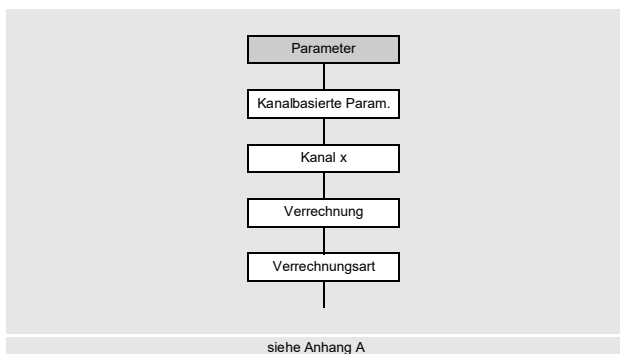 Parameter
Kanalbasierte Param.
Kanal x
Verrechnung
Verrechnungsart
siehe Anhang A